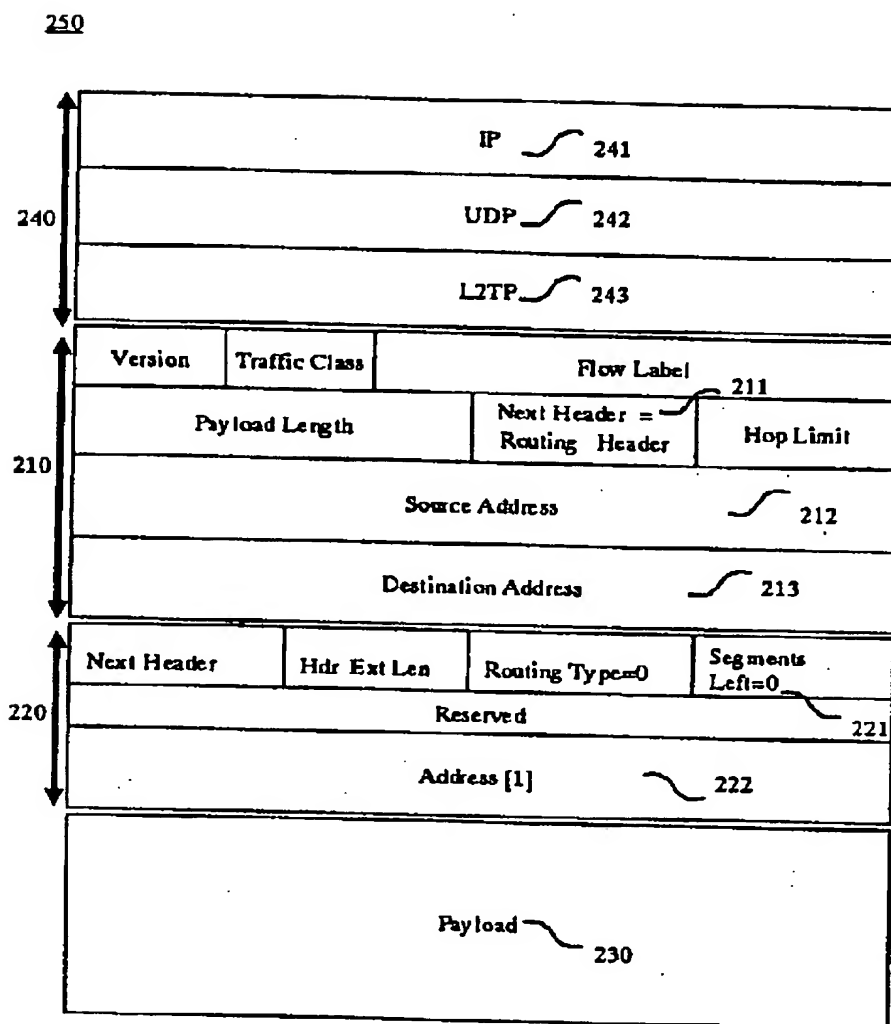 250
240
IP 241
UDP 242
L2TP 243
210
Version Traffic Class Flow Label
211
Payload Length Next Header = Routing Header Hop Limit
Source Address 212
Destination Address 213
220
Next Header Hdr Ext Len Routing Type=0 Segments Left=0
221
Reserved
Address [1] 222
Payload 230